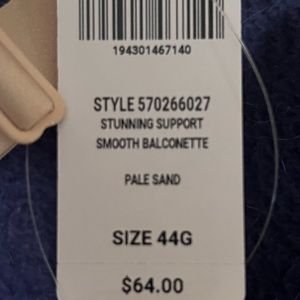 194301467140
STYLE 570266027
STUNNING SUPPORT
SMOOTH BALCONETTE
PALE SAND
SIZE 44G
$64.00